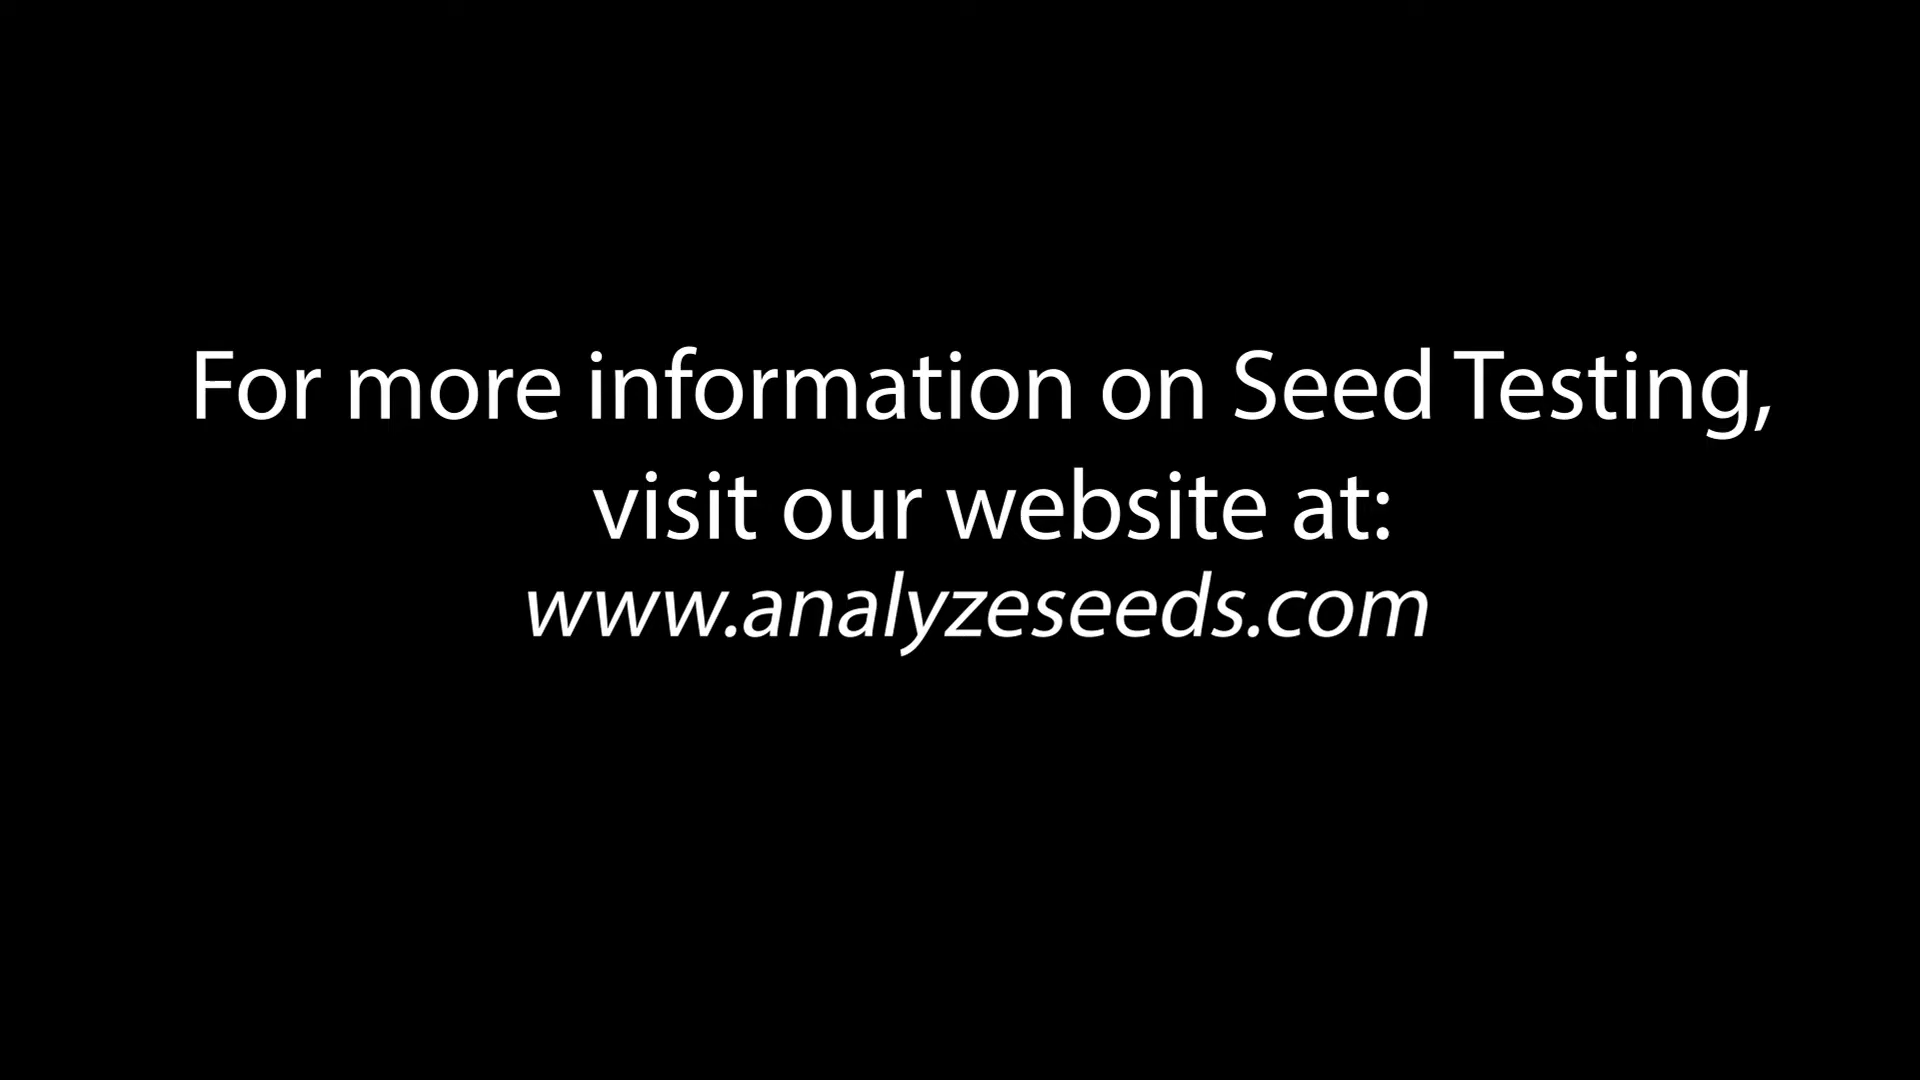 For more information on Seed Testing,
visit our website at:
www.analyzeseeds.com